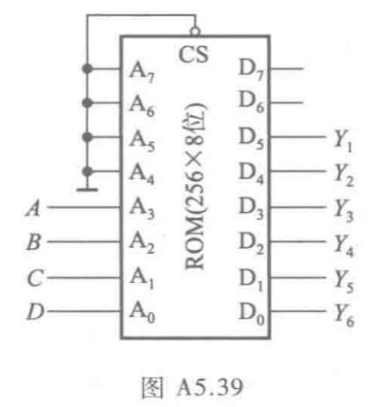 CS
A₇ D₇
A₆ D₆
A₅ D₅ Y₁
A₄ D₄ Y₂
A A₃ D₃ Y₃
B A₂ D₂ Y₄
C A₁ D₁ Y₅
D A₀ D₀ Y₆
ROM(256×8位)
图 A5.39